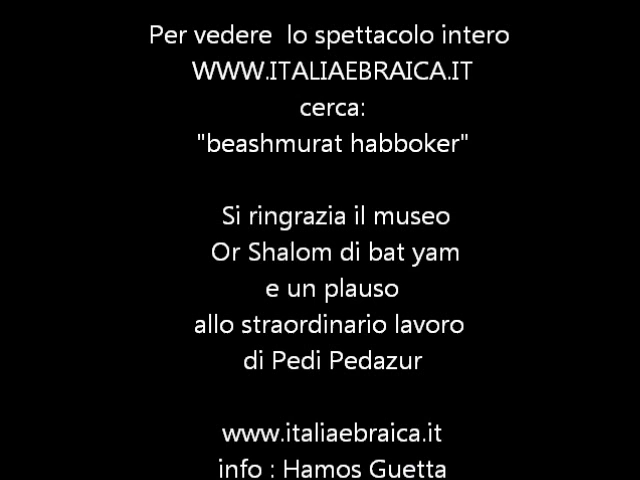 Per vedere lo spettacolo intero
WWW.ITALIAEBRAICA.IT
cerca:
"beashmurat habboker"
Si ringrazia il museo
Or Shalom di bat yam
e un plauso
allo straordinario lavoro
di Pedi Pedazur
www.italiaebraica.it
info : Hamos Guetta